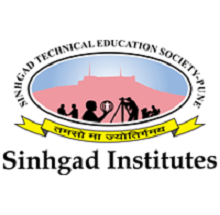 SINHGAD TECHNICAL EDUCATION SOCIETY-PUNE
तमसो मा ज्योतिर्गमय
Sinhgad Institutes